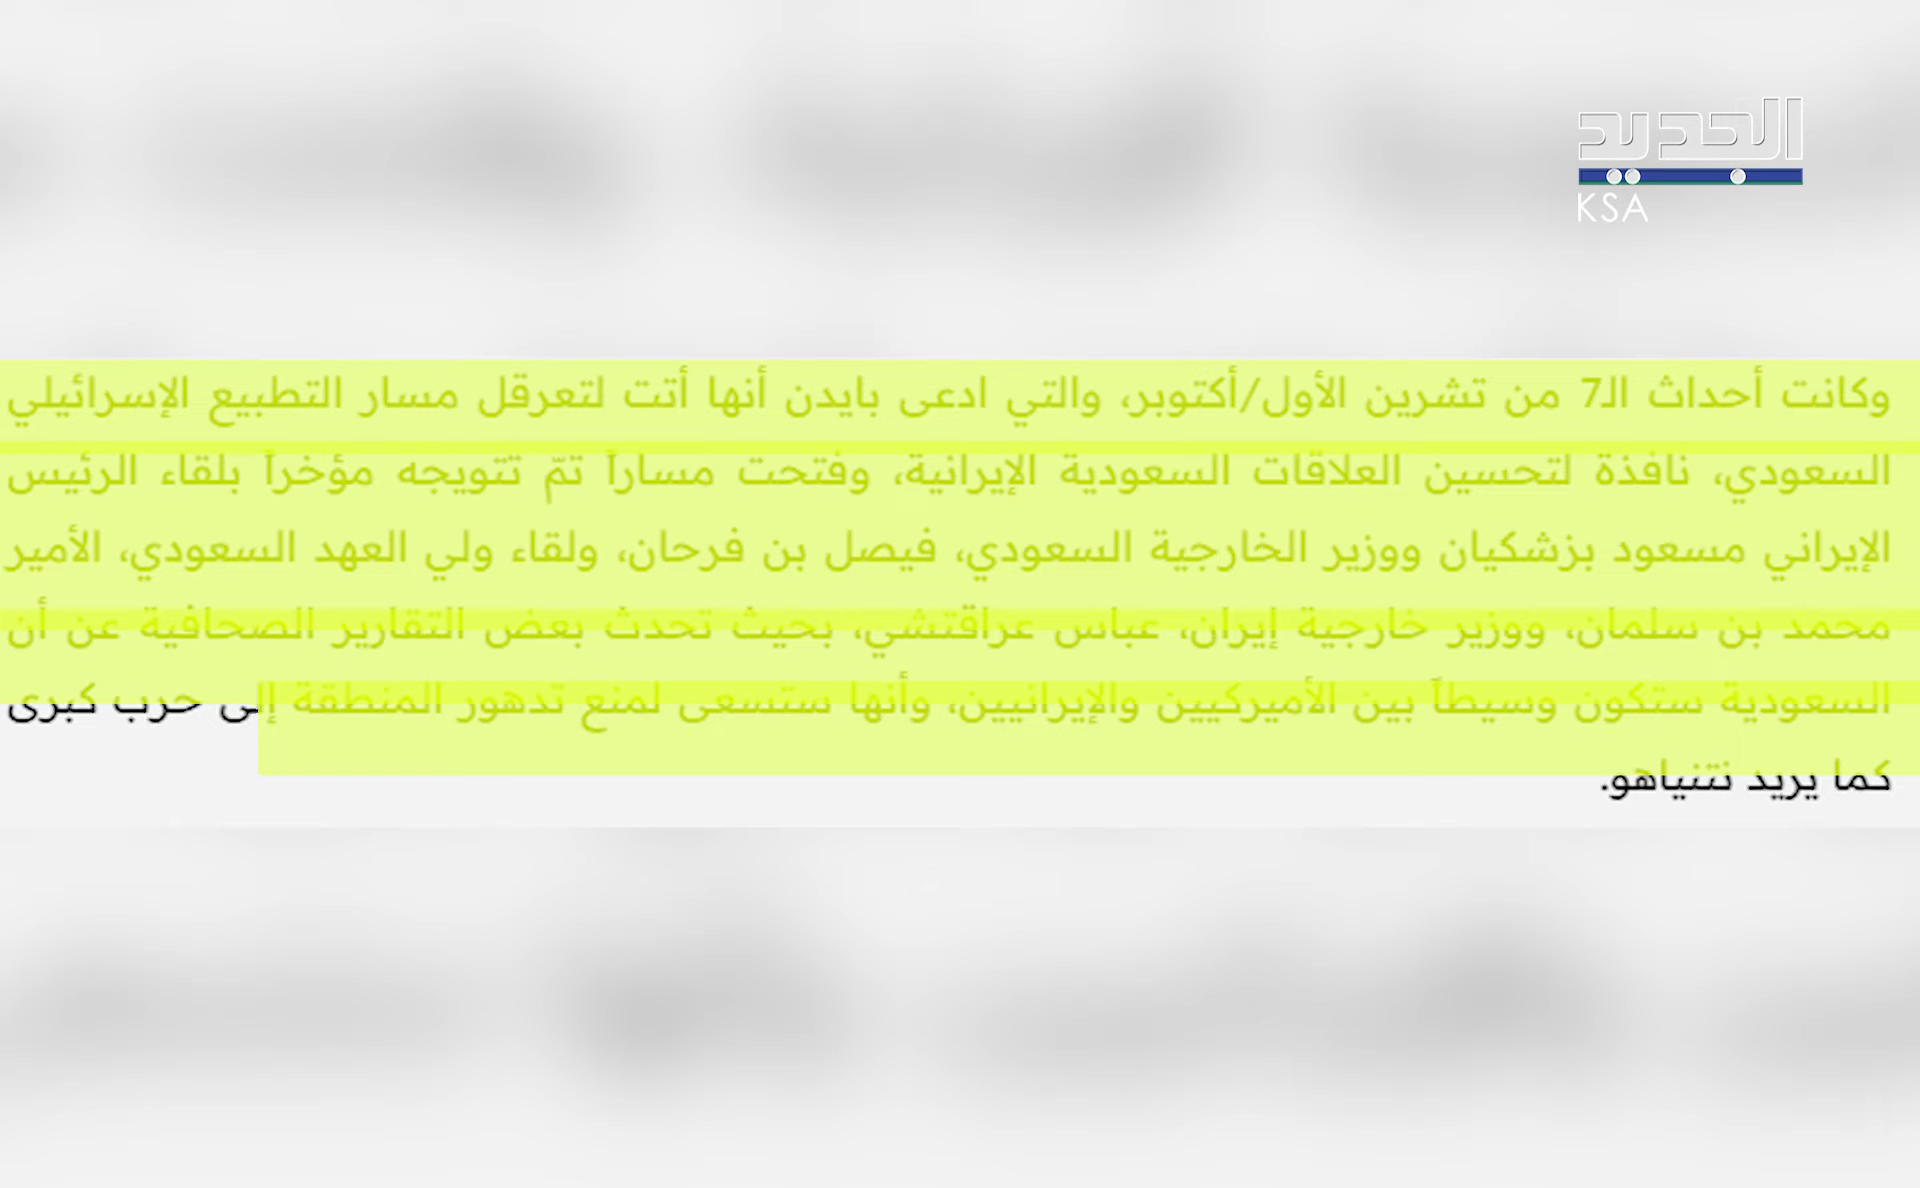 الجديد
KSA
وكانت أحداث الـ7 من تشرين الأول/أكتوبر، والتي ادعى بايدن أنها أتت لتعرقل مسار التطبيع الإسرائيلي
السعودي، نافذة لتحسين العلاقات السعودية الإيرانية، وفتحت مساراً تمّ تتويجه مؤخراً بلقاء الرئيس
الإيراني مسعود بزشكيان ووزير الخارجية السعودي، فيصل بن فرحان، ولقاء ولي العهد السعودي، الأمير
محمد بن سلمان، ووزير خارجية إيران، عباس عراقتشي، بحيث تحدث بعض التقارير الصحافية عن أن
السعودية ستكون وسيطاً بين الأميركيين والإيرانيين، وأنها ستسعى لمنع تدهور المنطقة إلى حرب كبرى
كما يريد نتنياهو.